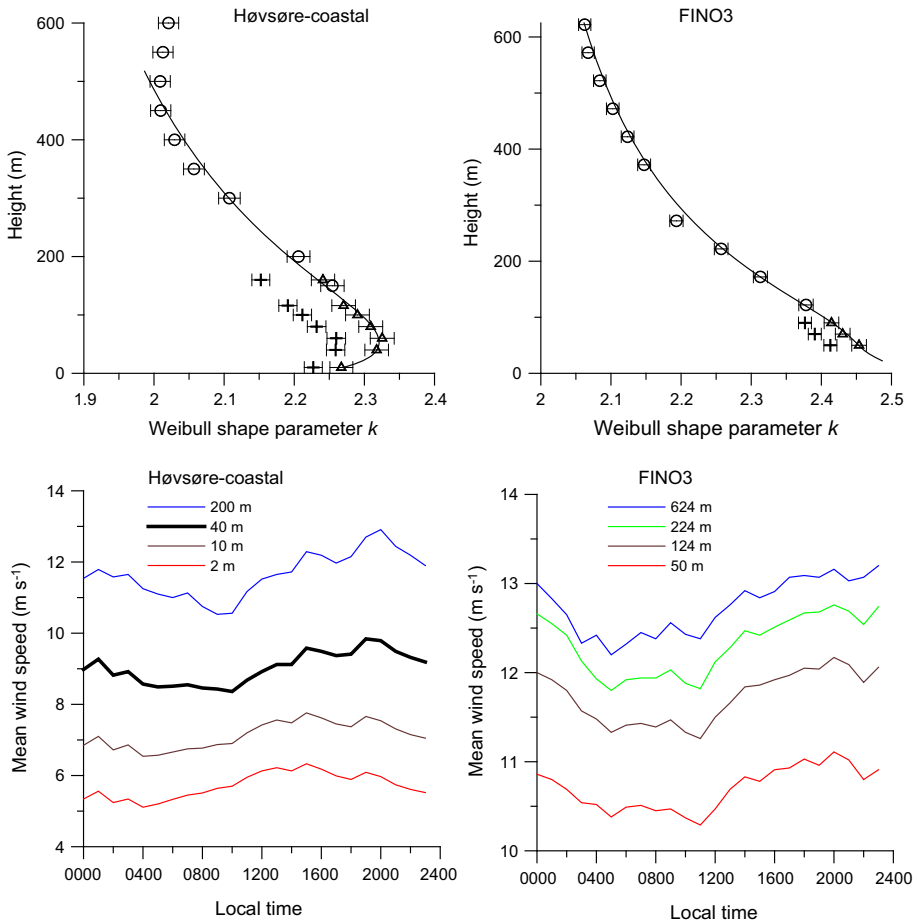 Høvsøre-coastal
600
400
200
0
Height (m)
1.9
2
2.1
2.2
2.3
2.4
Weibull shape parameter k
FINO3
600
400
200
0
Height (m)
2
2.1
2.2
2.3
2.4
2.5
Weibull shape parameter k
Høvsøre-coastal
200 m
40 m
10 m
2 m
14
12
10
8
6
4
Mean wind speed (m s-1)
0000
0400
0800
1200
1600
2000
2400
Local time
FINO3
624 m
224 m
124 m
50 m
14
13
12
11
10
Mean wind speed (m s-1)
0000
0400
0800
1200
1600
2000
2400
Local time